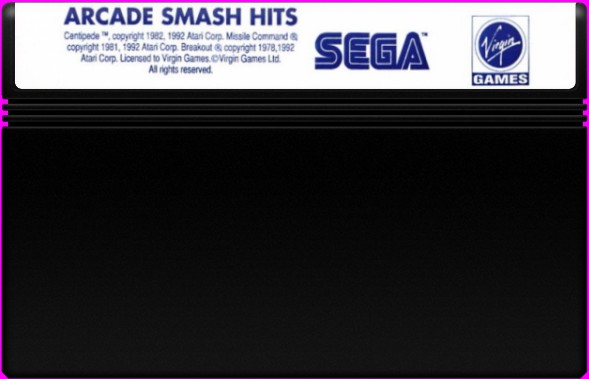 ARCADE SMASH HITS
Centipede ™, copyright 1982, 1992 Atari Corp. Missile Command ®,
copyright 1981, 1992 Atari Corp. Breakout ®, copyright 1978,1992
Atari Corp. Licensed to Virgin Games.©Virgin Games Ltd.
All rights reserved.
SEGA™
Virgin
GAMES